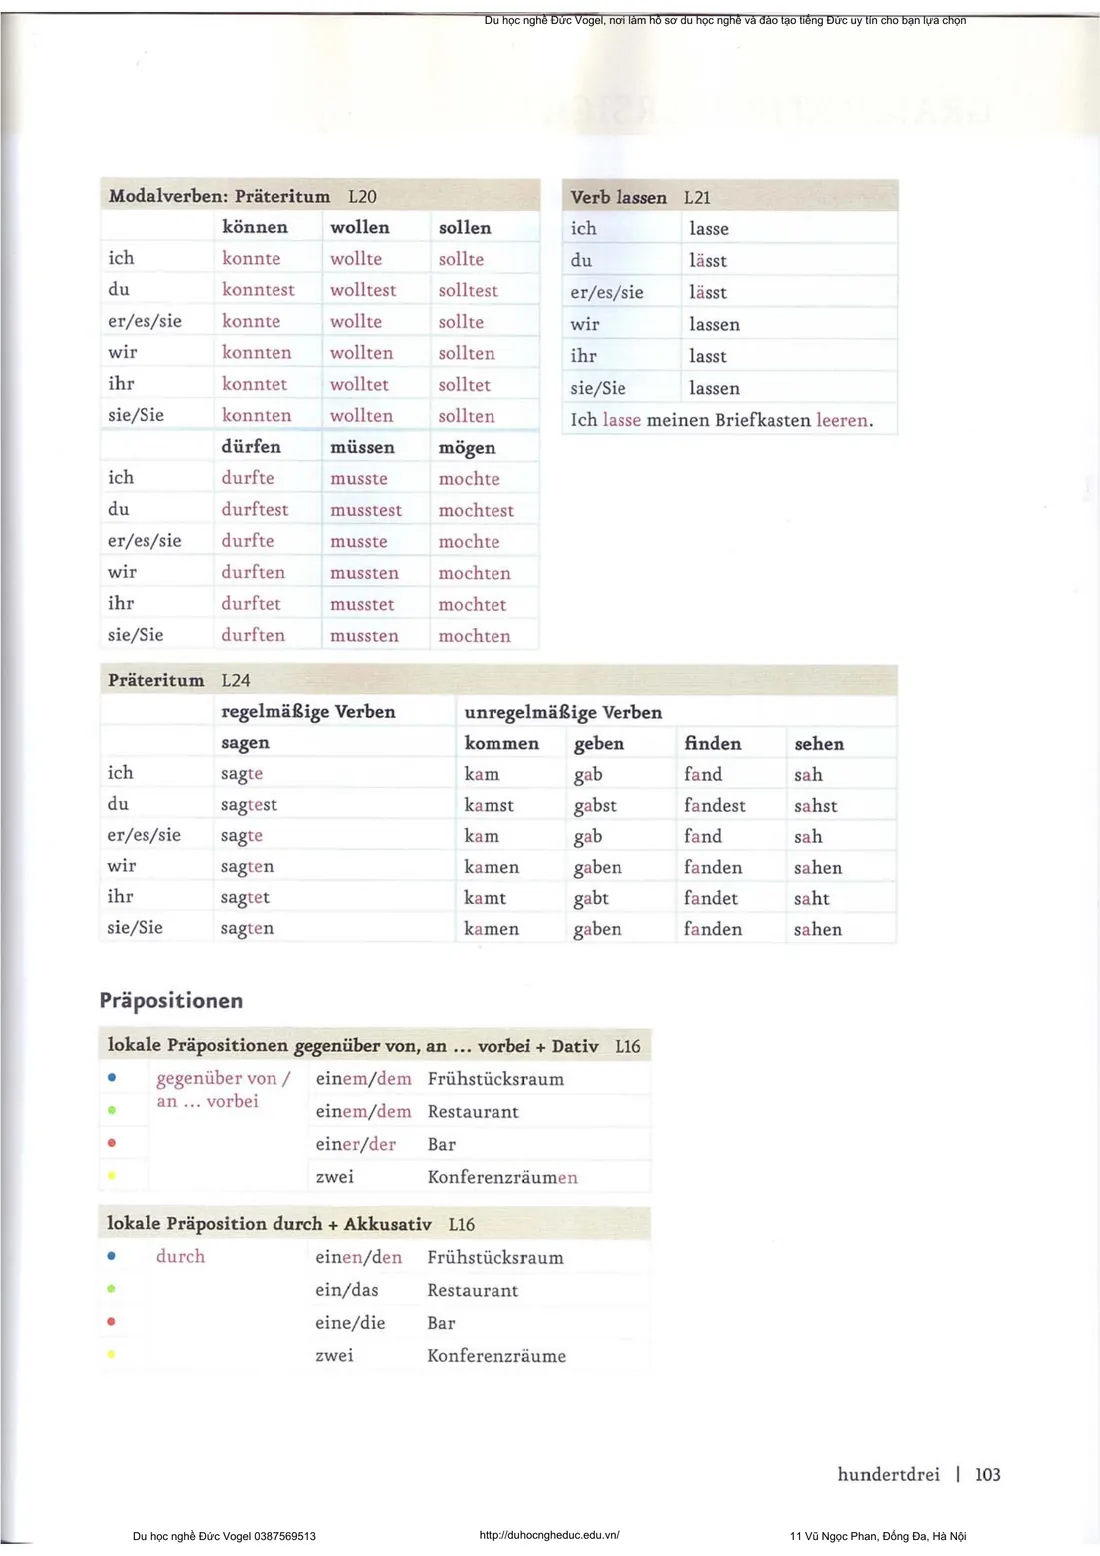 Du học nghề Đức Vogel, nơi làm hồ sơ du học nghề và đào tạo tiếng Đức uy tín cho bạn lựa chọn
Modalverben: Präteritum L20
können wollen sollen
ich konnte wollte sollte
du konntest wolltest solltest
er/es/sie konnte wollte sollte
wir konnten wollten sollten
ihr konntet wolltet solltet
sie/Sie konnten wollten sollten
dürfen müssen mögen
ich durfte musste mochte
du durftest musstest mochtest
er/es/sie durfte musste mochte
wir durften mussten mochten
ihr durftet musstet mochtet
sie/Sie durften mussten mochten
Verb lassen L21
ich lasse
du lässt
er/es/sie lässt
wir lassen
ihr lasst
sie/Sie lassen
Ich lasse meinen Briefkasten leeren.
Präteritum L24
regelmäßige Verben unregelmäßige Verben
sagen kommen geben finden sehen
ich sagte kam gab fand sah
du sagtest kamst gabst fandest sahst
er/es/sie sagte kam gab fand sah
wir sagten kamen gaben fanden sahen
ihr sagtet kamt gabt fandet saht
sie/Sie sagten kamen gaben fanden sahen
Präpositionen
lokale Präpositionen gegenüber von, an ... vorbei + Dativ L16
gegenüber von / einem/dem Frühstücksraum
an ... vorbei
einem/dem Restaurant
einer/der Bar
zwei Konferenzräumen
lokale Präposition durch + Akkusativ L16
durch einen/den Frühstücksraum
ein/das Restaurant
eine/die Bar
zwei Konferenzräume
hundertdrei | 103
Du học nghề Đức Vogel 0387569513 http://duhocngheduc.edu.vn/ 11 Vũ Ngọc Phan, Đống Đa, Hà Nội